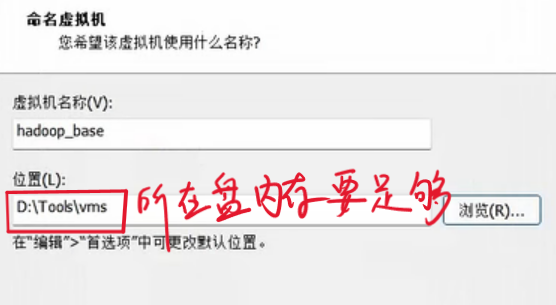 命名虚拟机
您希望该虚拟机使用什么名称?
虚拟机名称(V):
hadoop_base
位置(L):
D:\Tools\vms
所在盘内存要足够
浏览(R)...
在“编辑”>“首选项”中可更改默认位置。